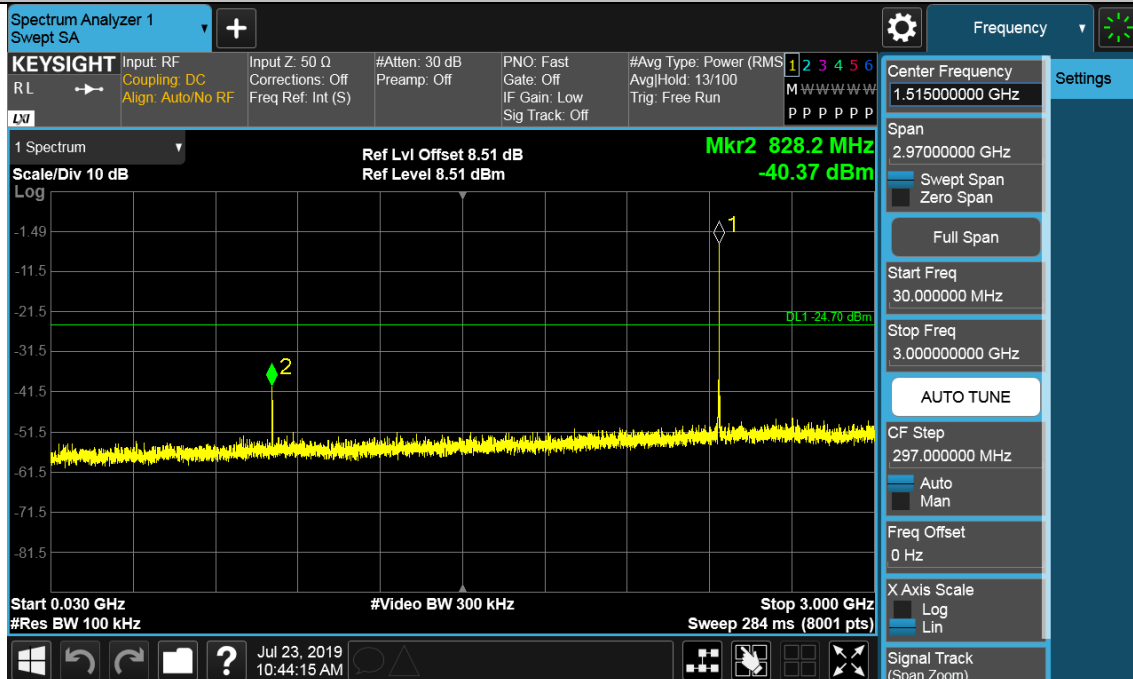 Spectrum Analyzer 1
Swept SA
+
Frequency
KEYSIGHT
R L
LXI
Input: RF
Coupling: DC
Align: Auto/No RF
Input Z: 50 Ω
Corrections: Off
Freq Ref: Int (S)
#Atten: 30 dB
Preamp: Off
PNO: Fast
Gate: Off
IF Gain: Low
Sig Track: Off
#Avg Type: Power (RMS
Avg|Hold: 13/100
Trig: Free Run
1 2 3 4 5 6
M W W W W W
P P P P P P
1 Spectrum
Scale/Div 10 dB
Log
Ref Lvl Offset 8.51 dB
Ref Level 8.51 dBm
Mkr2 828.2 MHz
-40.37 dBm
1
-1.49
-11.5
-21.5
DL1 -24.70 dBm
-31.5
2
-41.5
-51.5
-61.5
-71.5
-81.5
Start 0.030 GHz
#Res BW 100 kHz
#Video BW 300 kHz
Stop 3.000 GHz
Sweep 284 ms (8001 pts)
?
Jul 23, 2019
10:44:15 AM
Center Frequency
1.515000000 GHz
Span
2.97000000 GHz
Swept Span
Zero Span
Full Span
Start Freq
30.000000 MHz
Stop Freq
3.000000000 GHz
AUTO TUNE
CF Step
297.000000 MHz
Auto
Man
Freq Offset
0 Hz
X Axis Scale
Log
Lin
Signal Track
(Span Zoom)
Settings